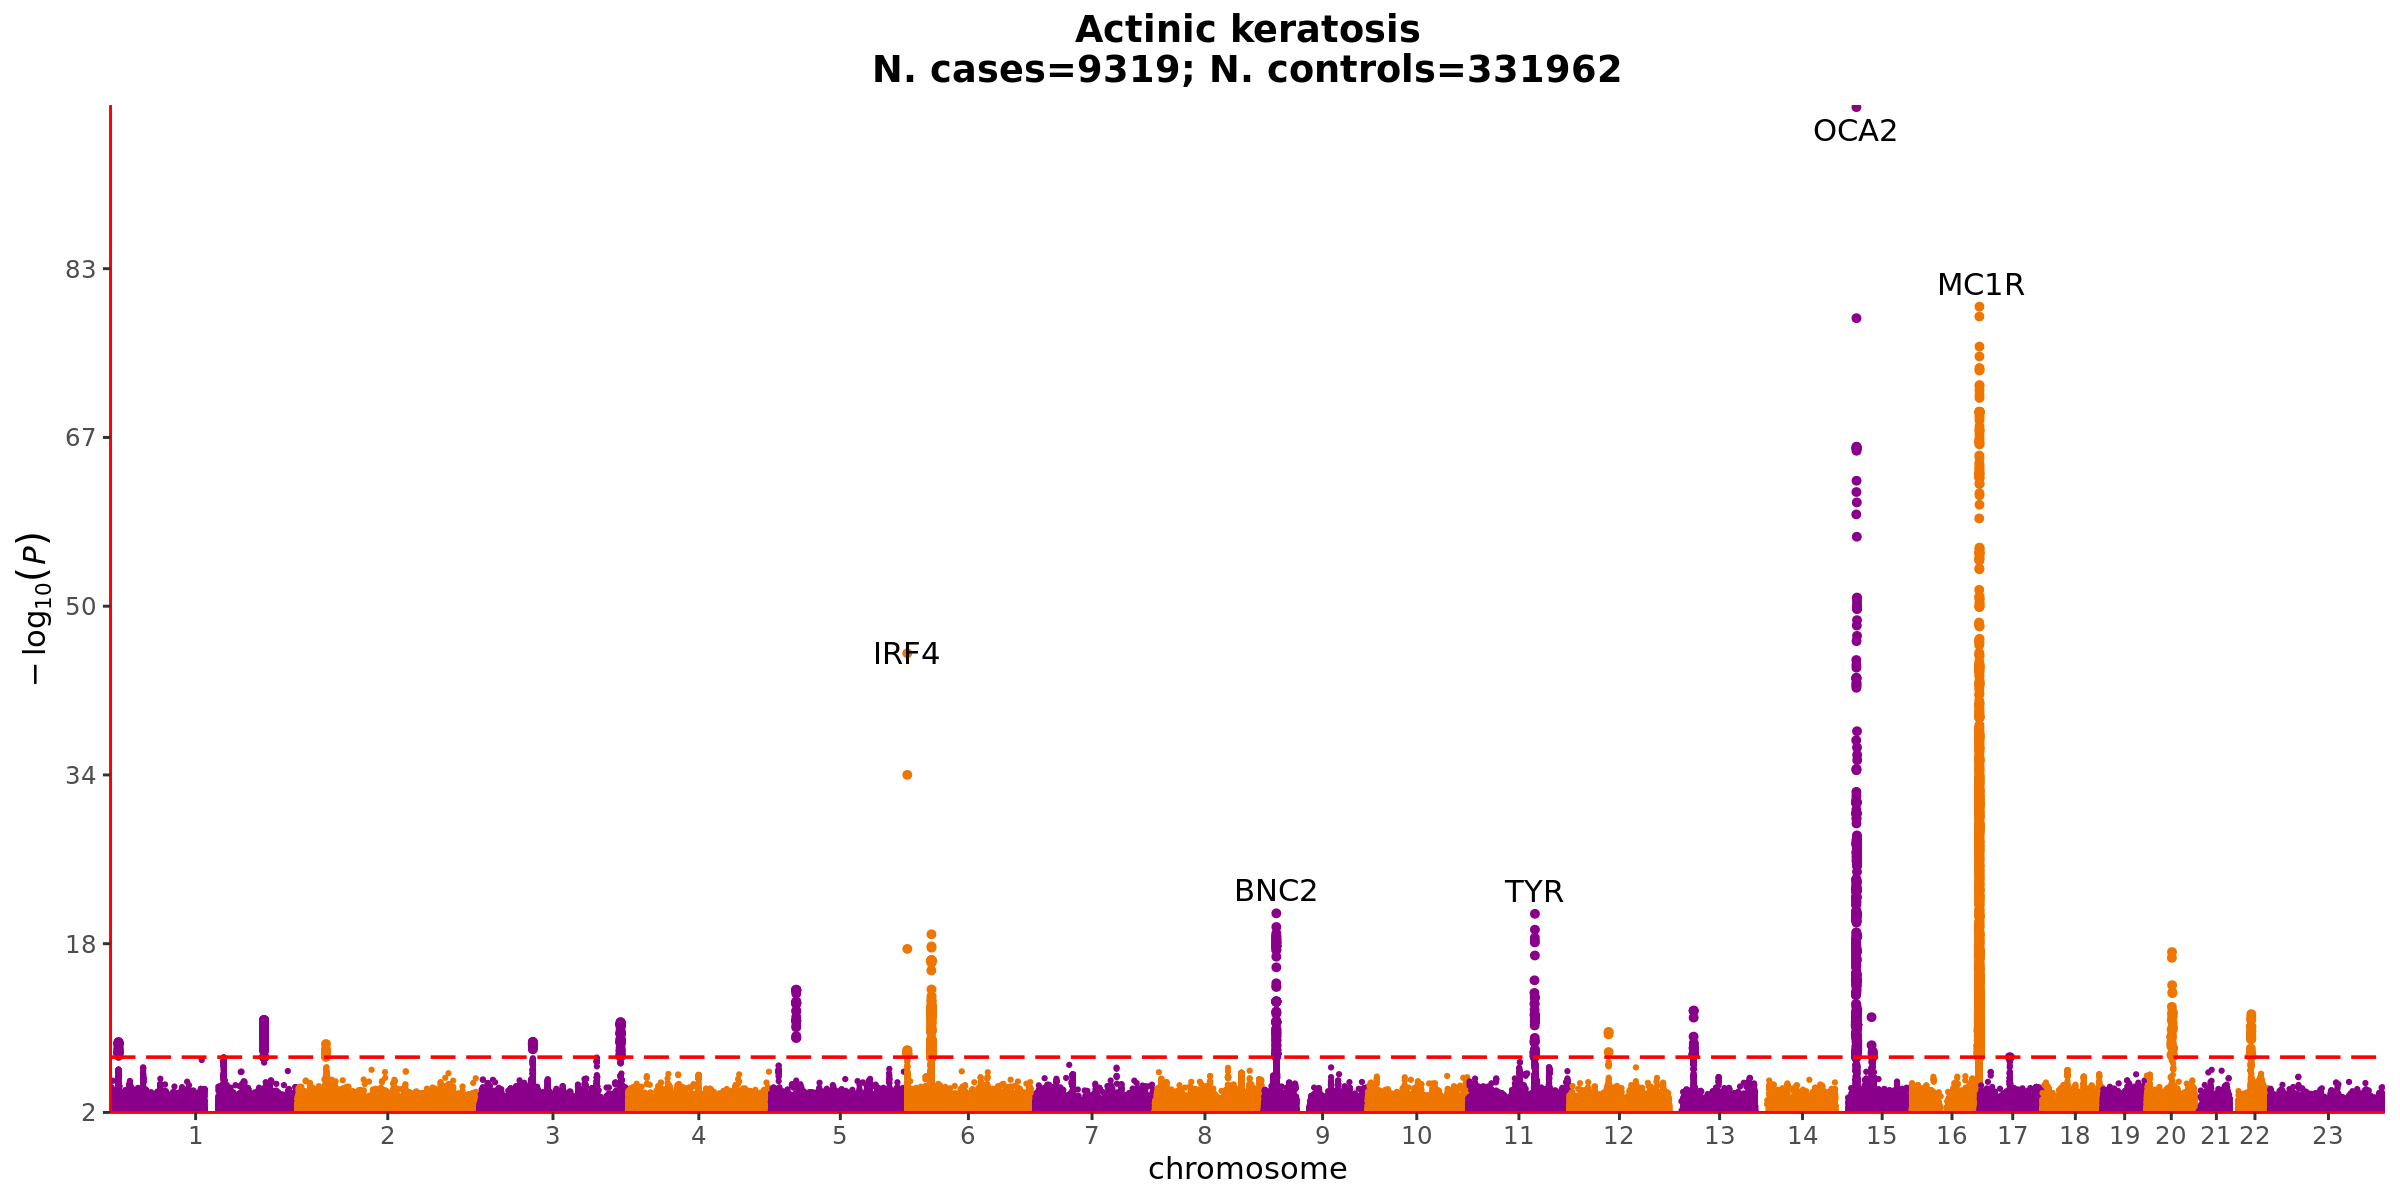 Actinic keratosis
N. cases=9319; N. controls=331962
OCA2
83
MC1R
67
50
IRF4
34
BNC2
TYR
18
2
−log10(P)
1 2 3 4 5 6 7 8 9 10 11 12 13 14 15 16 17 18 19 20 21 22 23
chromosome